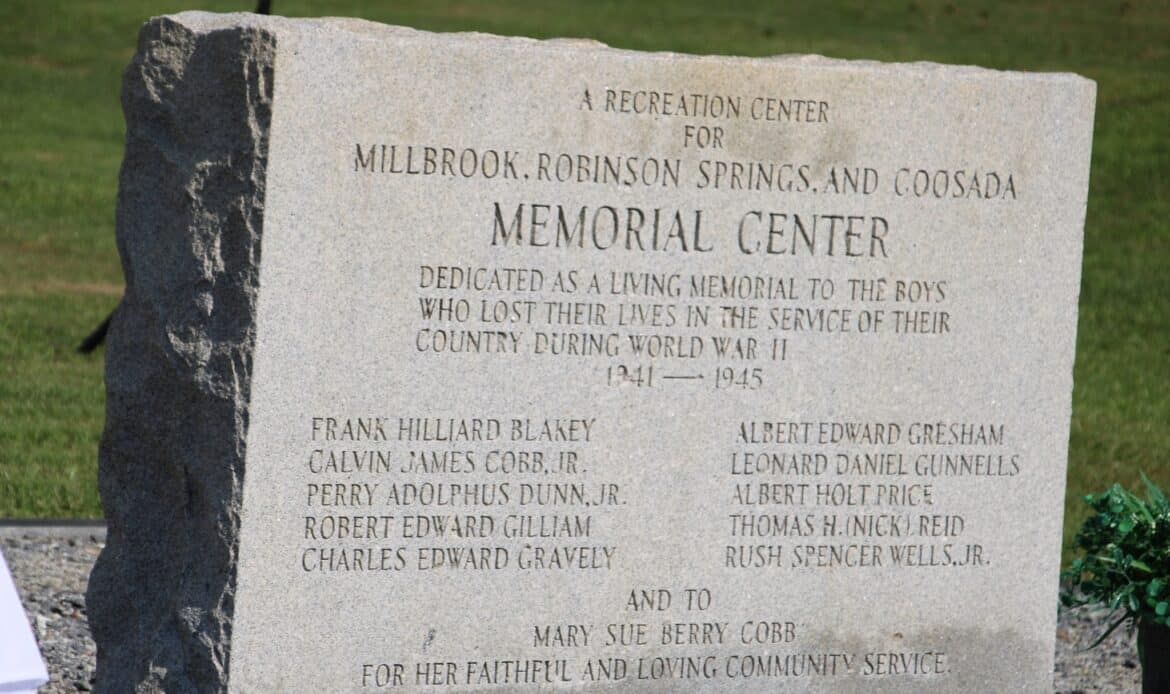 A RECREATION CENTER
FOR
MILLBROOK, ROBINSON SPRINGS, AND COOSADA
MEMORIAL CENTER
DEDICATED AS A LIVING MEMORIAL TO THE BOYS
WHO LOST THEIR LIVES IN THE SERVICE OF THEIR
COUNTRY DURING WORLD WAR II
1941 — 1945
FRANK HILLIARD BLAKEY
CALVIN JAMES COBB, JR.
PERRY ADOLPHUS DUNN, JR.
ROBERT EDWARD GILLIAM
CHARLES EDWARD GRAVELY
ALBERT EDWARD GRESHAM
LEONARD DANIEL GUNNELLS
ALBERT HOLT PRICE
THOMAS H. (NICK) REID
RUSH SPENCER WELLS, JR.
AND TO
MARY SUE BERRY COBB
FOR HER FAITHFUL AND LOVING COMMUNITY SERVICE.